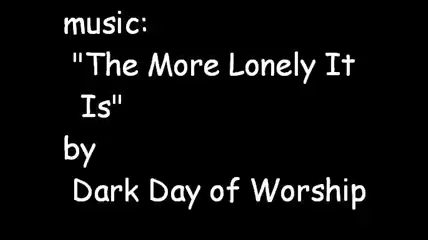 music:
"The More Lonely It
Is"
by
Dark Day of Worship